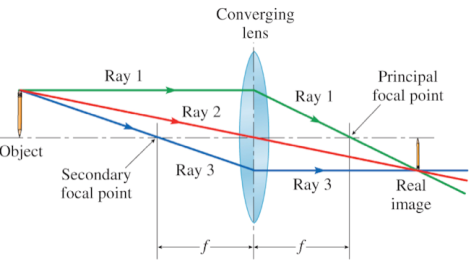 Converging
lens
Ray 1
Ray 1
Principal
focal point
Ray 2
Object
Secondary
focal point
Ray 3
Ray 3
Real
image
f
f